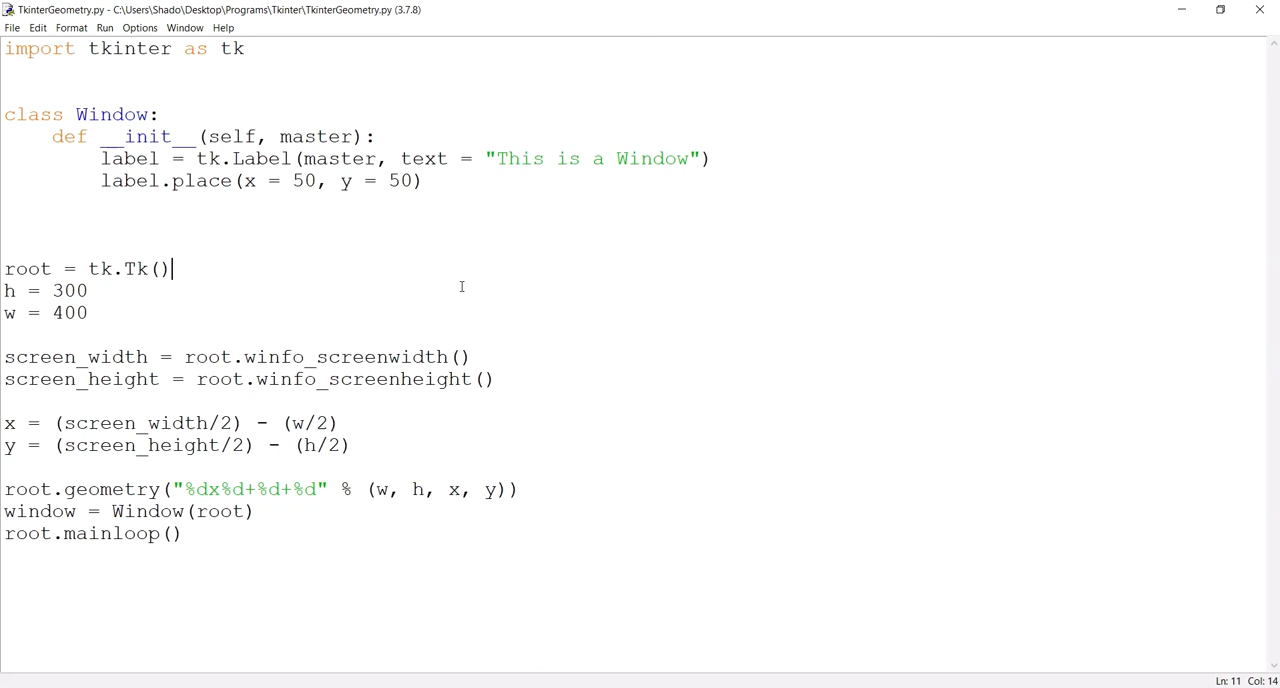 TkinterGeometry.py - C:\Users\Shado\Desktop\Programs\Tkinter\TkinterGeometry.py (3.7.8)
File Edit Format Run Options Window Help
import tkinter as tk
class Window:
    def __init__(self, master):
        label = tk.Label(master, text = "This is a Window")
        label.place(x = 50, y = 50)
root = tk.Tk()
h = 300
w = 400
screen_width = root.winfo_screenwidth()
screen_height = root.winfo_screenheight()
x = (screen_width/2) - (w/2)
y = (screen_height/2) - (h/2)
root.geometry("%dx%d+%d+%d" % (w, h, x, y))
window = Window(root)
root.mainloop()
Ln: 11 Col: 14